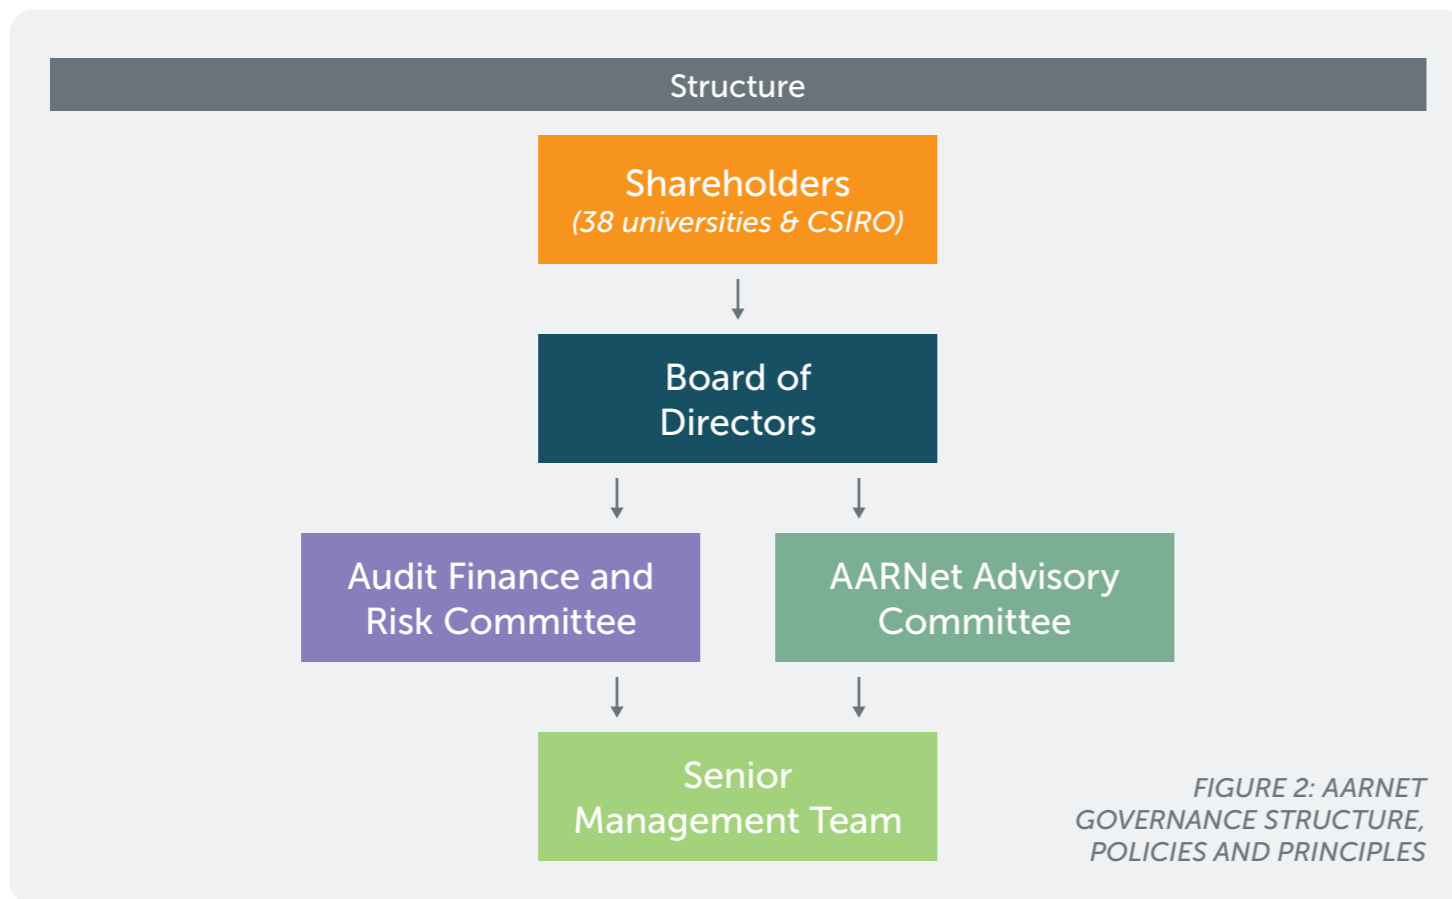 Structure
Shareholders
(38 universities & CSIRO)
Board of
Directors
Audit Finance and
Risk Committee
AARNet Advisory
Committee
Senior
Management Team
FIGURE 2: AARNET
GOVERNANCE STRUCTURE,
POLICIES AND PRINCIPLES